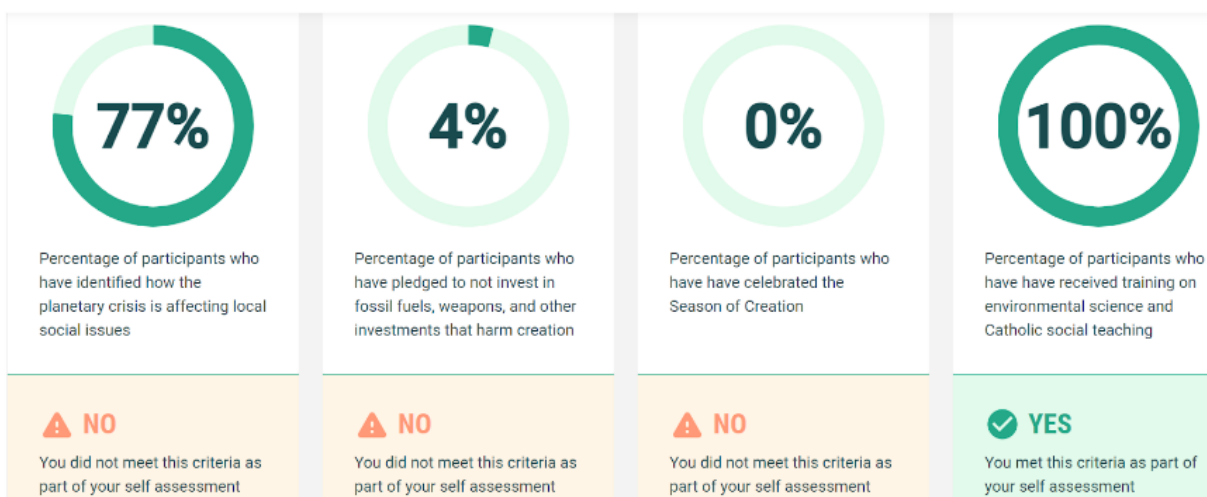 77%
Percentage of participants who
have identified how the
planetary crisis is affecting local
social issues
NO
You did not meet this criteria as
part of your self assessment
4%
Percentage of participants who
have pledged to not invest in
fossil fuels, weapons, and other
investments that harm creation
NO
You did not meet this criteria as
part of your self assessment
0%
Percentage of participants who
have have celebrated the
Season of Creation
NO
You did not meet this criteria as
part of your self assessment
100%
Percentage of participants who
have have received training on
environmental science and
Catholic social teaching
YES
You met this criteria as part of
your self assessment